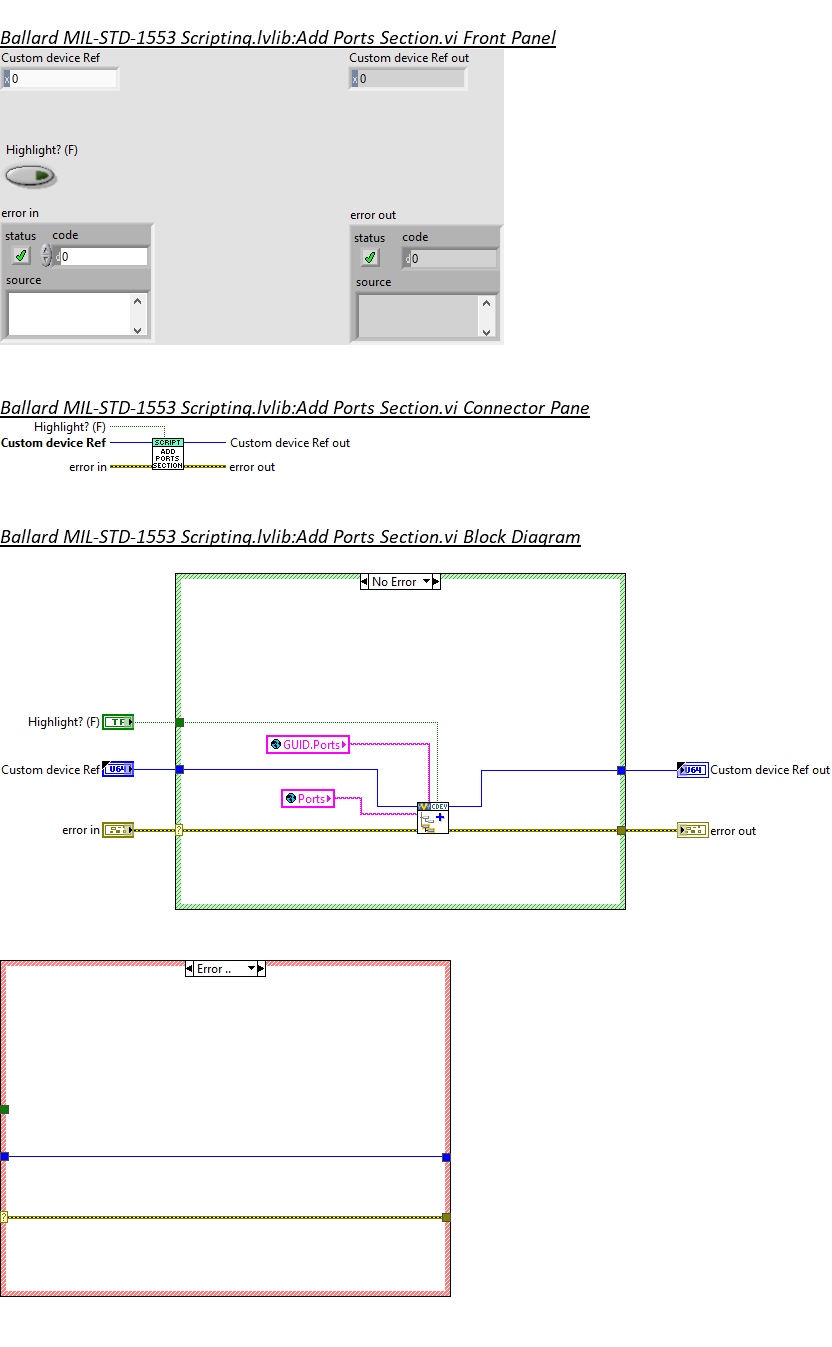 Ballard MIL-STD-1553 Scripting.lvlib:Add Ports Section.vi Front Panel
Custom device Ref
Custom device Ref out
x 0
x 0
Highlight? (F)
error in
error out
status code
status code
d 0
d 0
source
source
Ballard MIL-STD-1553 Scripting.lvlib:Add Ports Section.vi Connector Pane
Highlight? (F)
Custom device Ref
SCRIPT
ADD
PORTS
SECTION
Custom device Ref out
error in
error out
Ballard MIL-STD-1553 Scripting.lvlib:Add Ports Section.vi Block Diagram
No Error
Highlight? (F)
TF
GUID.Ports
Custom device Ref
U64
U64
Custom device Ref out
Ports
CDEV
error in
?
error out
Error ..
?